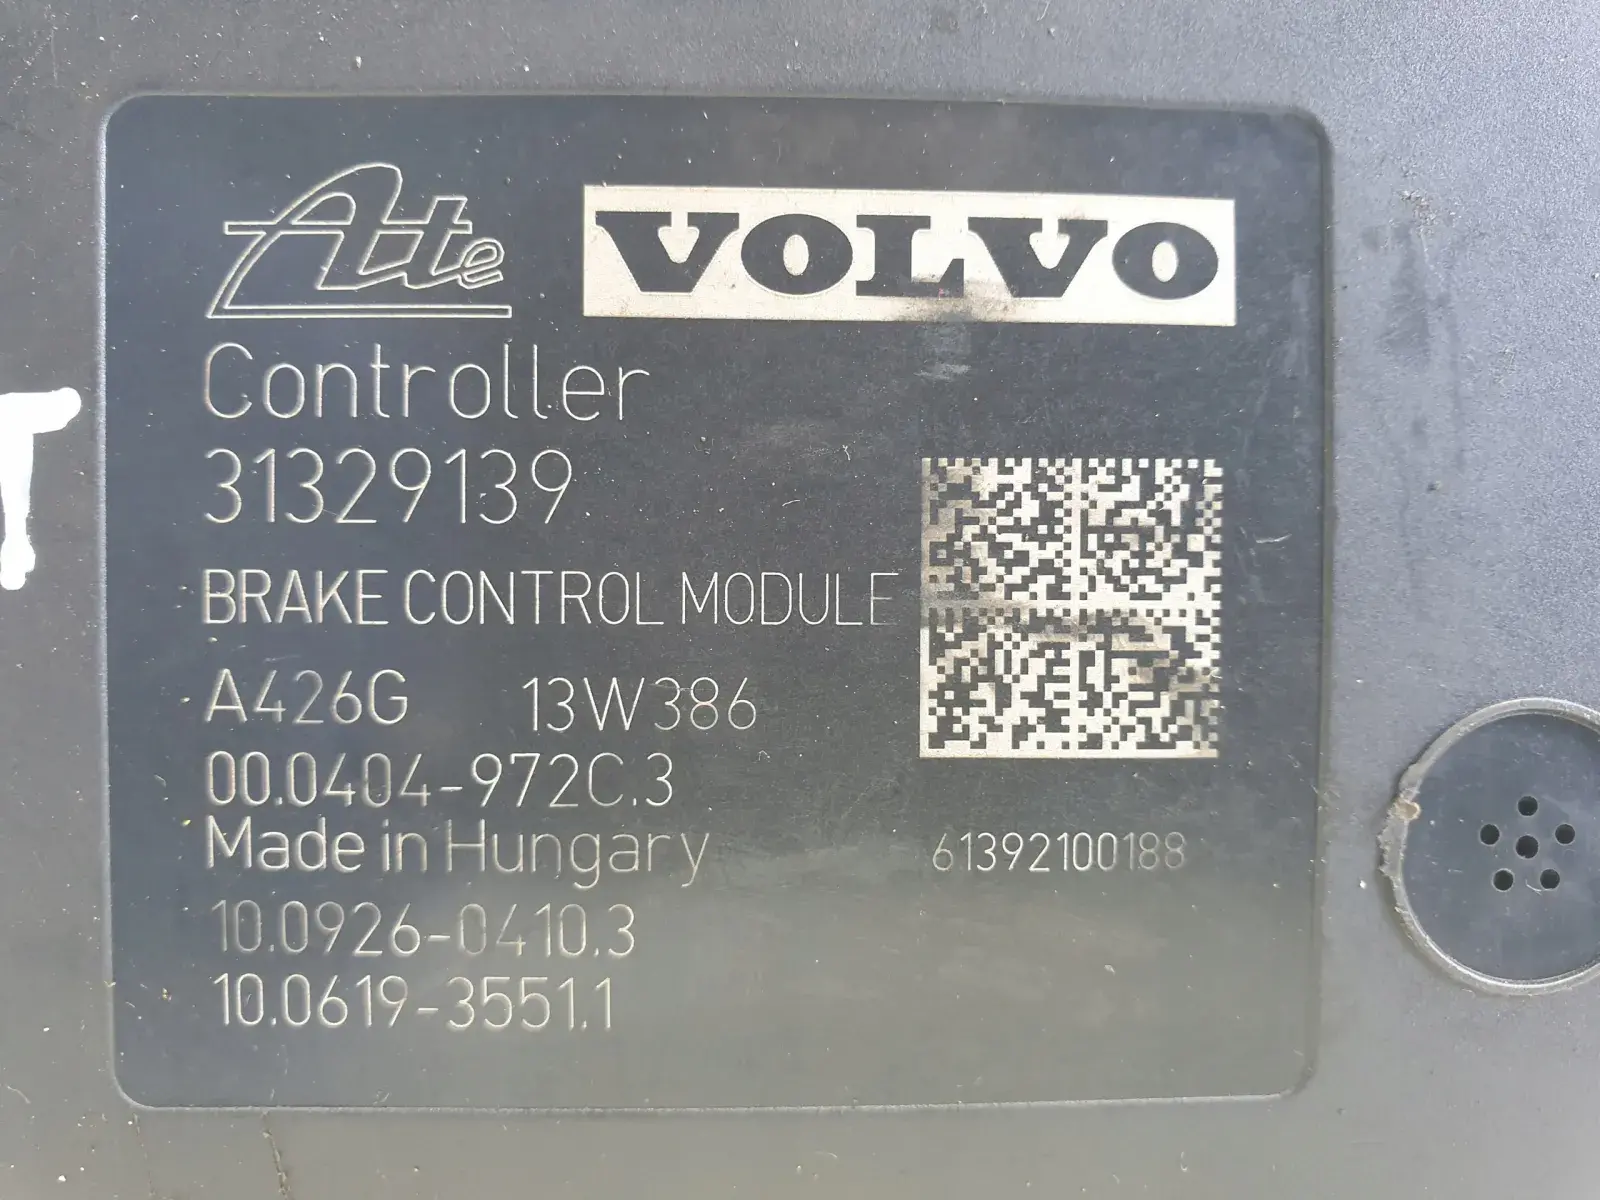 Ate VOLVO
Controller
31329139
BRAKE CONTROL MODULE
A426G 13W386
00.0404-972C.3
Made in Hungary
61392100188
10.0926-0410.3
10.0619-3551.1